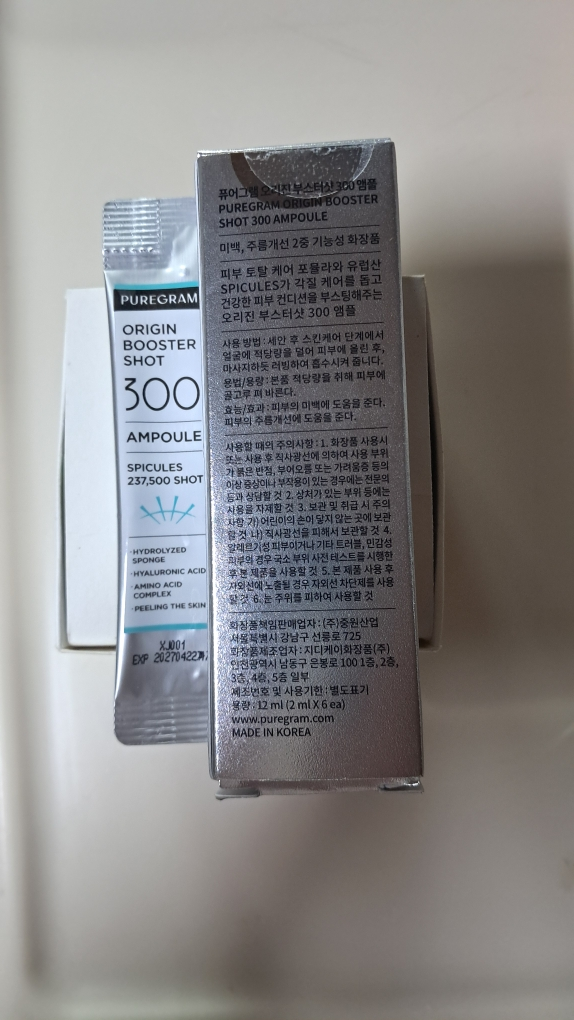 PUREGRAM
ORIGIN
BOOSTER
SHOT
300
AMPOULE
SPICULES
237,500 SHOT
· HYDROLYZED
SPONGE
· HYALURONIC ACID
· AMINO ACID
COMPLEX
· PEELING THE SKIN
XJ001
EXP 20270422
퓨어그램 오리진 부스터샷 300 앰플
PUREGRAM ORIGIN BOOSTER
SHOT 300 AMPOULE
미백, 주름개선 2중 기능성 화장품
피부 토탈 케어 포뮬라와 유럽산
SPICULES가 각질 케어를 돕고
건강한 피부 컨디션을 부스팅해주는
오리진 부스터샷 300 앰플
사용 방법 : 세안 후 스킨케어 단계에서
얼굴에 적당량을 덜어 피부에 올린 후,
마사지하듯 러빙하여 흡수시켜 줍니다.
용법/용량 : 본품 적당량을 취해 피부에
골고루 펴 바른다.
효능/효과 : 피부의 미백에 도움을 준다.
피부의 주름개선에 도움을 준다.
사용할 때의 주의사항 : 1. 화장품 사용시
또는 사용 후 직사광선에 의하여 사용 부위
가 붉은 반점, 부어오름 또는 가려움증 등의
이상 증상이나 부작용이 있는 경우에는 전문의
등과 상담할 것 2. 상처가 있는 부위 등에는
사용을 자제할 것 3. 보관 및 취급 시 주의
사항 가) 어린이의 손이 닿지 않는 곳에 보관
할 것 나) 직사광선을 피해서 보관할 것 4.
알레르기성 피부이거나 기타 트러블, 민감성
피부의 경우 국소 부위 사전 테스트를 시행한
후 본 제품을 사용할 것 5. 본 제품 사용 후
자외선에 노출될 경우 자외선 차단제를 사용
할 것 6. 눈 주위를 피하여 사용할 것
화장품책임판매업자 : (주)중원산업
서울특별시 강남구 선릉로 725
화장품제조업자 : 지디케이화장품(주)
인천광역시 남동구 은봉로 100 1층, 2층,
3층, 4층, 5층 일부
제조번호 및 사용기한 : 별도표기
용량 : 12 ml (2 ml X 6 ea)
www.puregram.com
MADE IN KOREA